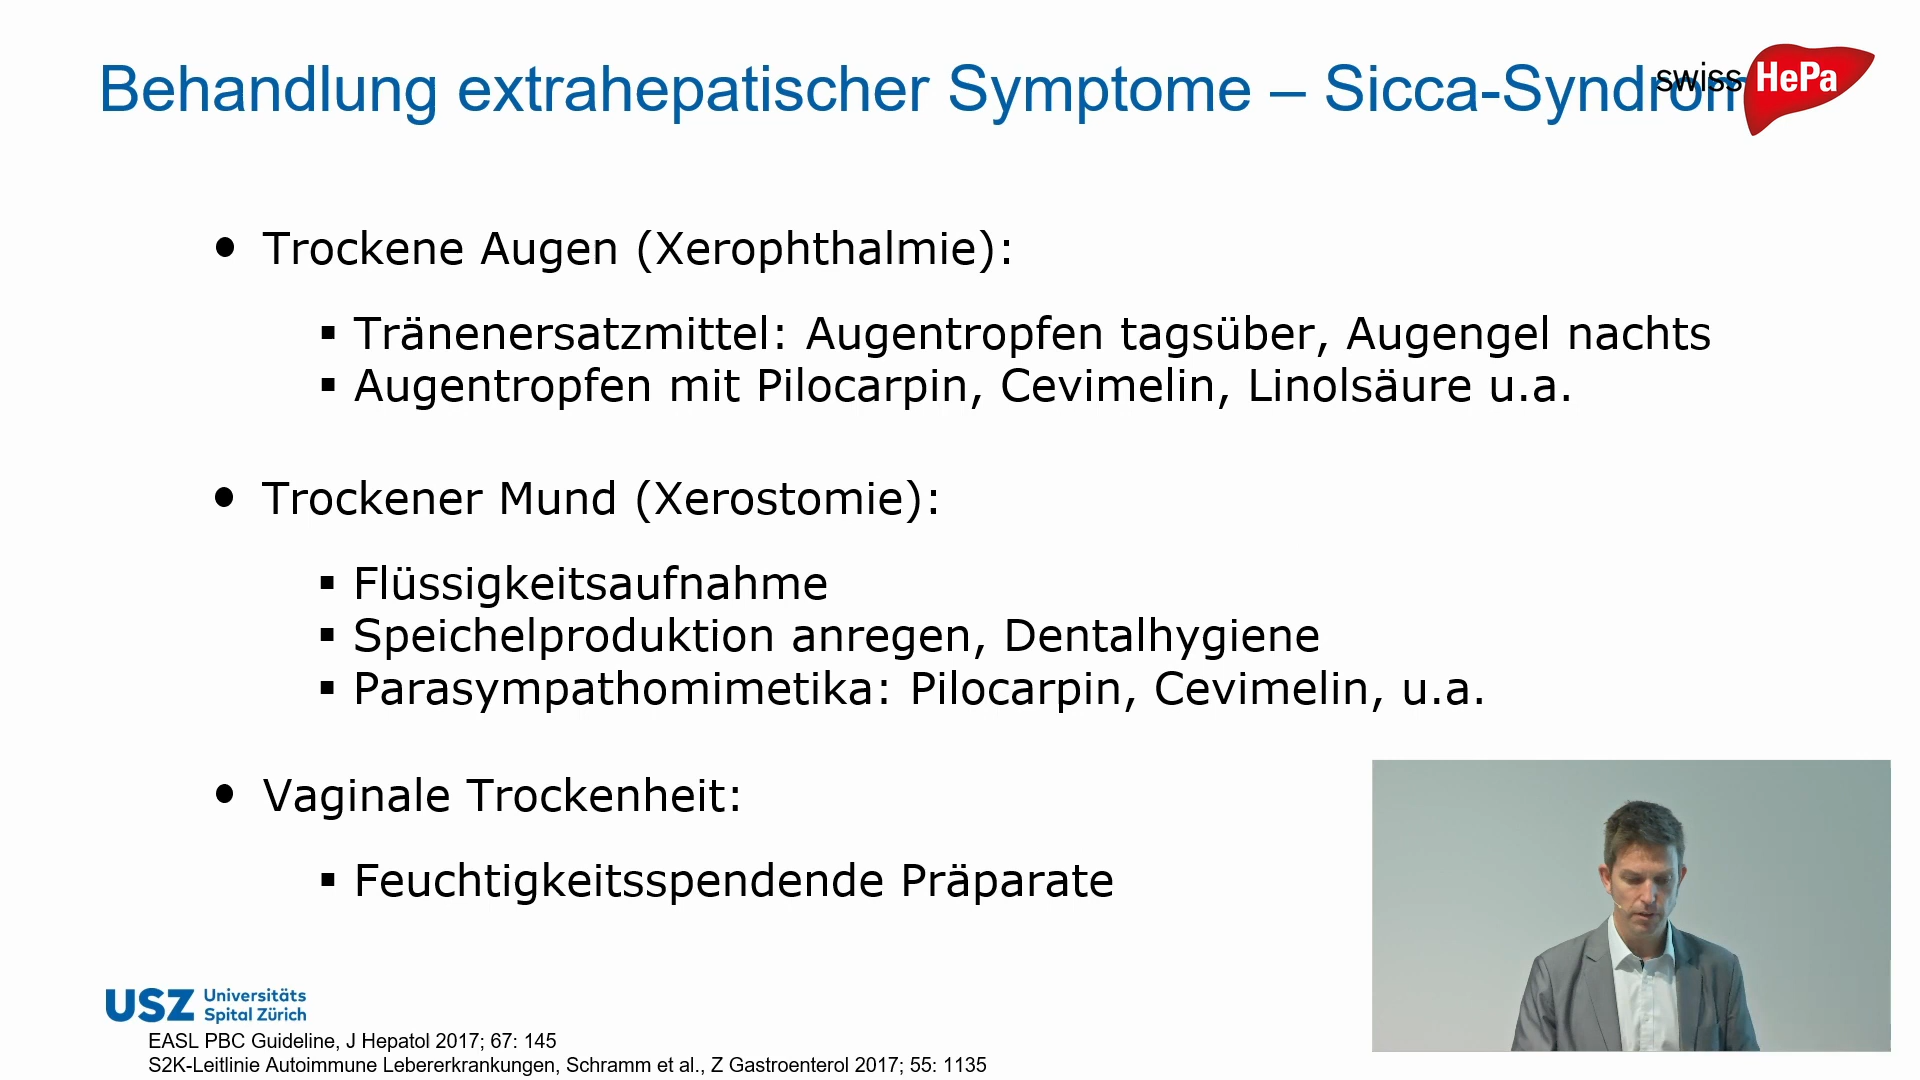 Behandlung extrahepatischer Symptome – Sicca-Syndrom
swiss HePa
• Trockene Augen (Xerophthalmie):
▪ Tränenersatzmittel: Augentropfen tagsüber, Augengel nachts
▪ Augentropfen mit Pilocarpin, Cevimelin, Linolsäure u.a.
• Trockener Mund (Xerostomie):
▪ Flüssigkeitsaufnahme
▪ Speichelproduktion anregen, Dentalhygiene
▪ Parasympathomimetika: Pilocarpin, Cevimelin, u.a.
• Vaginale Trockenheit:
▪ Feuchtigkeitsspendende Präparate
USZ Universitäts
Spital Zürich
EASL PBC Guideline, J Hepatol 2017; 67: 145
S2K-Leitlinie Autoimmune Lebererkrankungen, Schramm et al., Z Gastroenterol 2017; 55: 1135